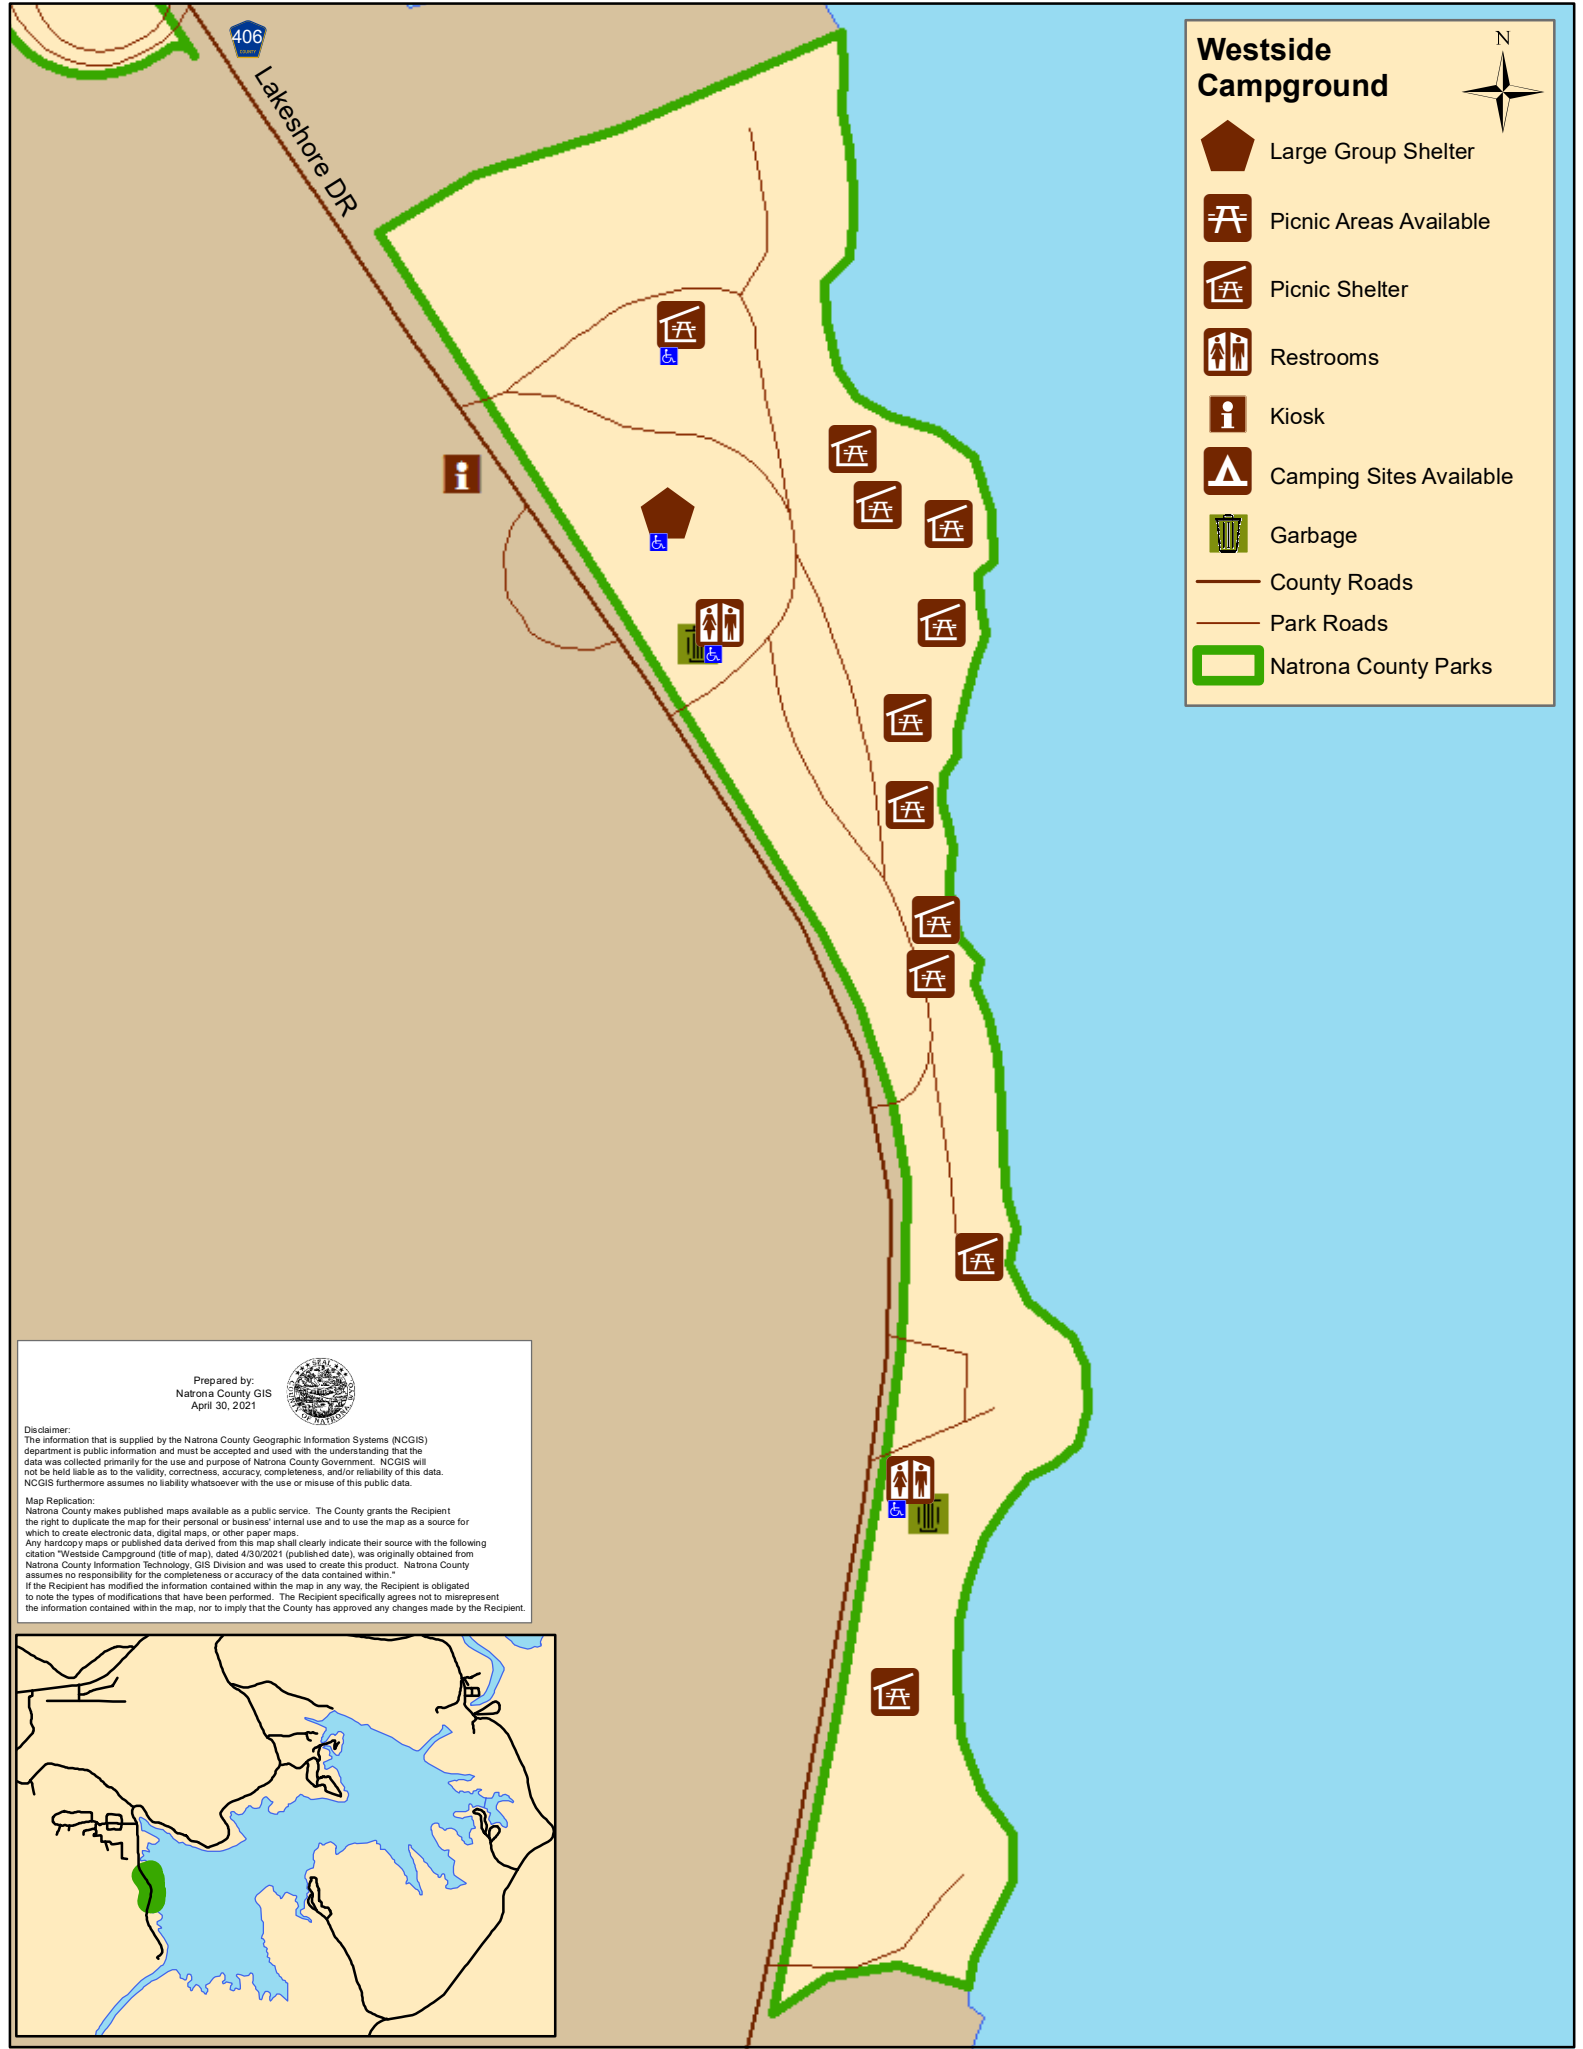 406
COUNTY
Lakeshore DR
Westside
Campground
N
Large Group Shelter
Picnic Areas Available
Picnic Shelter
Restrooms
Kiosk
Camping Sites Available
Garbage
County Roads
Park Roads
Natrona County Parks
Prepared by:
Natrona County GIS
April 30, 2021
Disclaimer:
The information that is supplied by the Natrona County Geographic Information Systems (NCGIS)
department is public information and must be accepted and used with the understanding that the
data was collected primarily for the use and purpose of Natrona County Government. NCGIS will
not be held liable as to the validity, correctness, accuracy, completeness, and/or reliability of this data.
NCGIS furthermore assumes no liability whatsoever with the use or misuse of this public data.
Map Replication:
Natrona County makes published maps available as a public service. The County grants the Recipient
the right to duplicate the map for their personal or business' internal use and to use the map as a source for
which to create electronic data, digital maps, or other paper maps.
Any hardcopy maps or published data derived from this map shall clearly indicate their source with the following
citation "Westside Campground (title of map), dated 4/30/2021 (published date), was originally obtained from
Natrona County Information Technology, GIS Division and was used to create this product. Natrona County
assumes no responsibility for the completeness or accuracy of the data contained within."
If the Recipient has modified the information contained within the map in any way, the Recipient is obligated
to note the types of modifications that have been performed. The Recipient specifically agrees not to misrepresent
the information contained within the map, nor to imply that the County has approved any changes made by the Recipient.